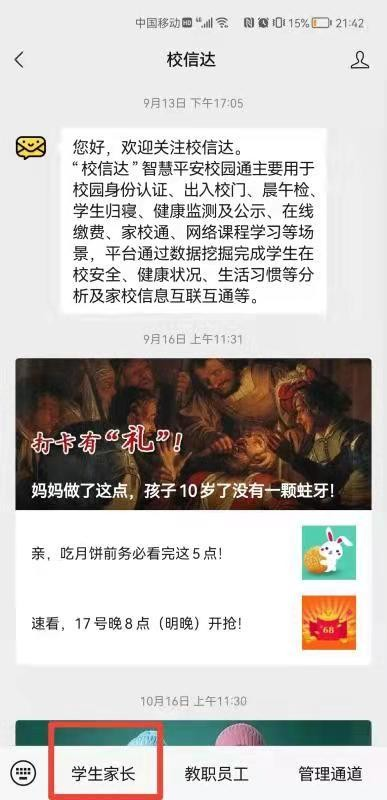 中国移动 HD 4G 15% 21:42
校信达
9月13日 下午17:05
您好，欢迎关注校信达。
“校信达”智慧平安校园通主要用于
校园身份认证、出入校门、晨午检、
学生归寝、健康监测及公示、在线
缴费、家校通、网络课程学习等场
景，平台通过数据挖掘完成学生在
校安全、健康状况、生活习惯等分
析及家校信息互联互通等。
9月16日 上午11:31
打卡有“礼”！
妈妈做了这点，孩子10岁了没有一颗蛀牙！
亲，吃月饼前务必看完这5点！
速看，17号晚8点（明晚）开抢！
68
10月16日 上午11:30
学生家长
教职员工
管理通道